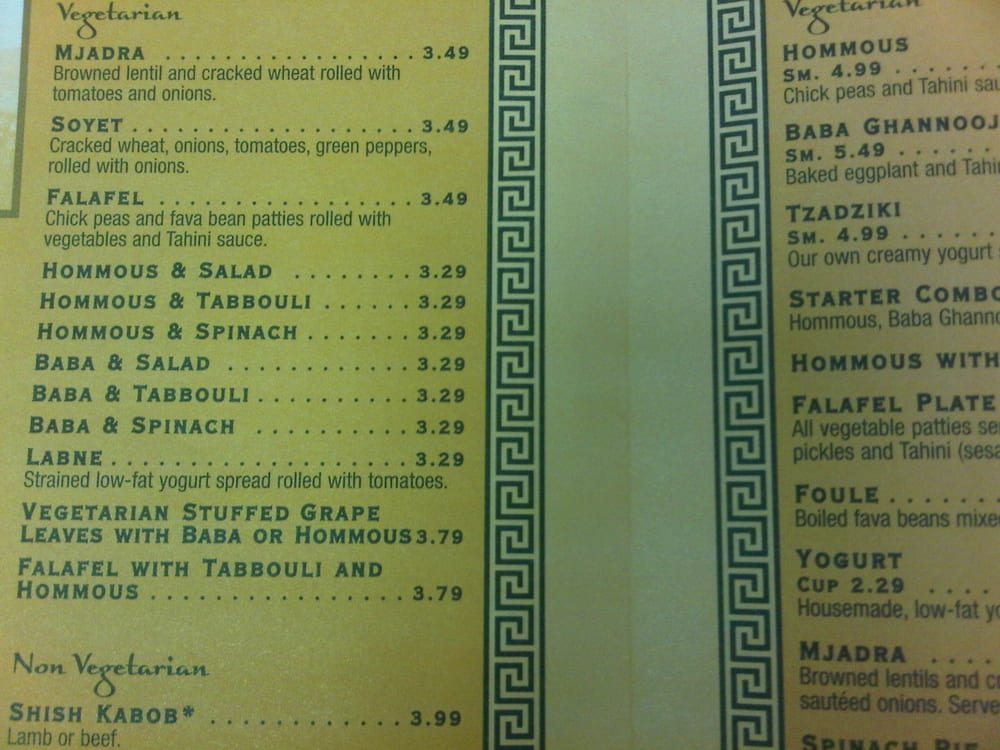 Vegetarian
MJADRA . . . . . . . . . . . . . . . . . . 3.49
Browned lentil and cracked wheat rolled with
tomatoes and onions.
SOYET . . . . . . . . . . . . . . . . . . . . 3.49
Cracked wheat, onions, tomatoes, green peppers,
rolled with onions.
FALAFEL . . . . . . . . . . . . . . . . . . 3.49
Chick peas and fava bean patties rolled with
vegetables and Tahini sauce.
HOMMOUS & SALAD . . . . . . . . 3.29
HOMMOUS & TABBOULI . . . . . . 3.29
HOMMOUS & SPINACH . . . . . . . 3.29
BABA & SALAD . . . . . . . . . . . . 3.29
BABA & TABBOULI . . . . . . . . . . . 3.29
BABA & SPINACH . . . . . . . . . . 3.29
LABNE . . . . . . . . . . . . . . . . . . . . 3.29
Strained low-fat yogurt spread rolled with tomatoes.
VEGETARIAN STUFFED GRAPE
LEAVES WITH BABA OR HOMMOUS 3.79
FALAFEL WITH TABBOULI AND
HOMMOUS . . . . . . . . . . . . . . . . . 3.79
Non Vegetarian
SHISH KABOB* . . . . . . . . . . . . . 3.99
Lamb or beef.
Vegetarian
HOMMOUS
SM. 4.99 . . . . . .
Chick peas and Tahini
BABA GHANNOOJ
SM. 5.49 . . . . . .
Baked eggplant and
TZADZIKI
SM. 4.99 . . . . . .
Our own creamy yogurt
STARTER
Hommous, Baba
HOMMOUS WITH
FALAFEL PLATE
All vegetable patties
pickles and Tahini
FOULE . . . . . . .
Boiled fava beans
YOGURT
CUP 2.29 . . . .
Housemade, low-fat
MJADRA . . . .
Browned lentils and
sautéed onions.
SPINACH PIE